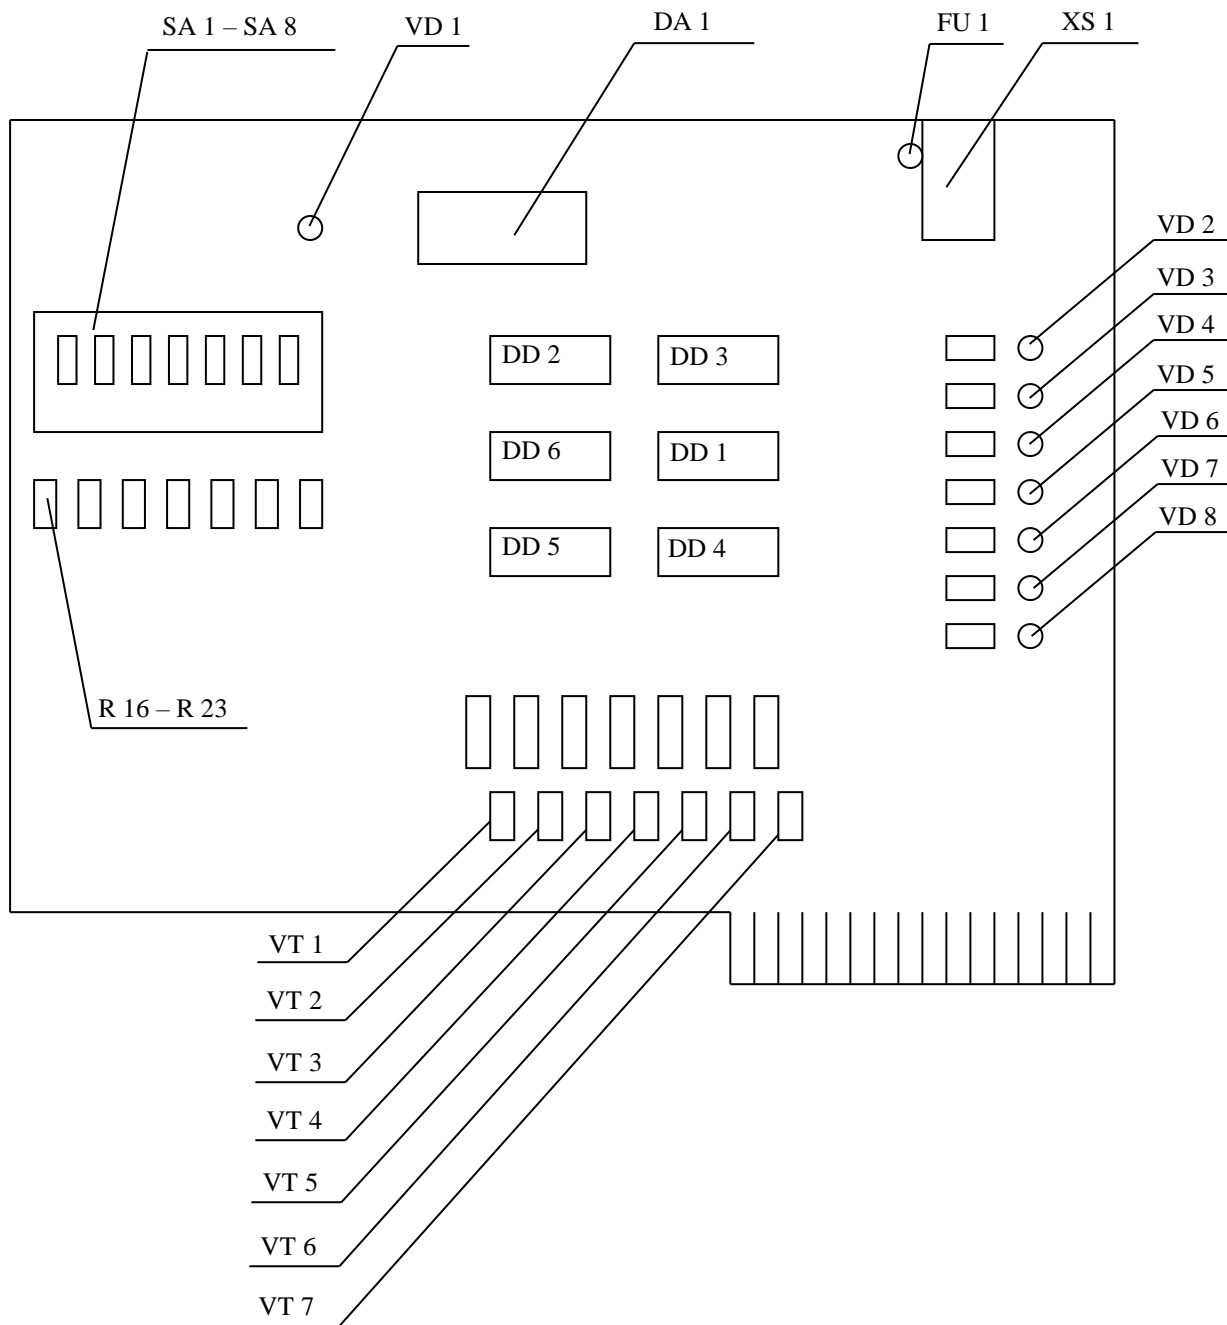 SA 1 – SA 8
VD 1
DA 1
FU 1
XS 1
VD 2
VD 3
VD 4
VD 5
VD 6
VD 7
VD 8
DD 2
DD 3
DD 6
DD 1
DD 5
DD 4
R 16 – R 23
VT 1
VT 2
VT 3
VT 4
VT 5
VT 6
VT 7